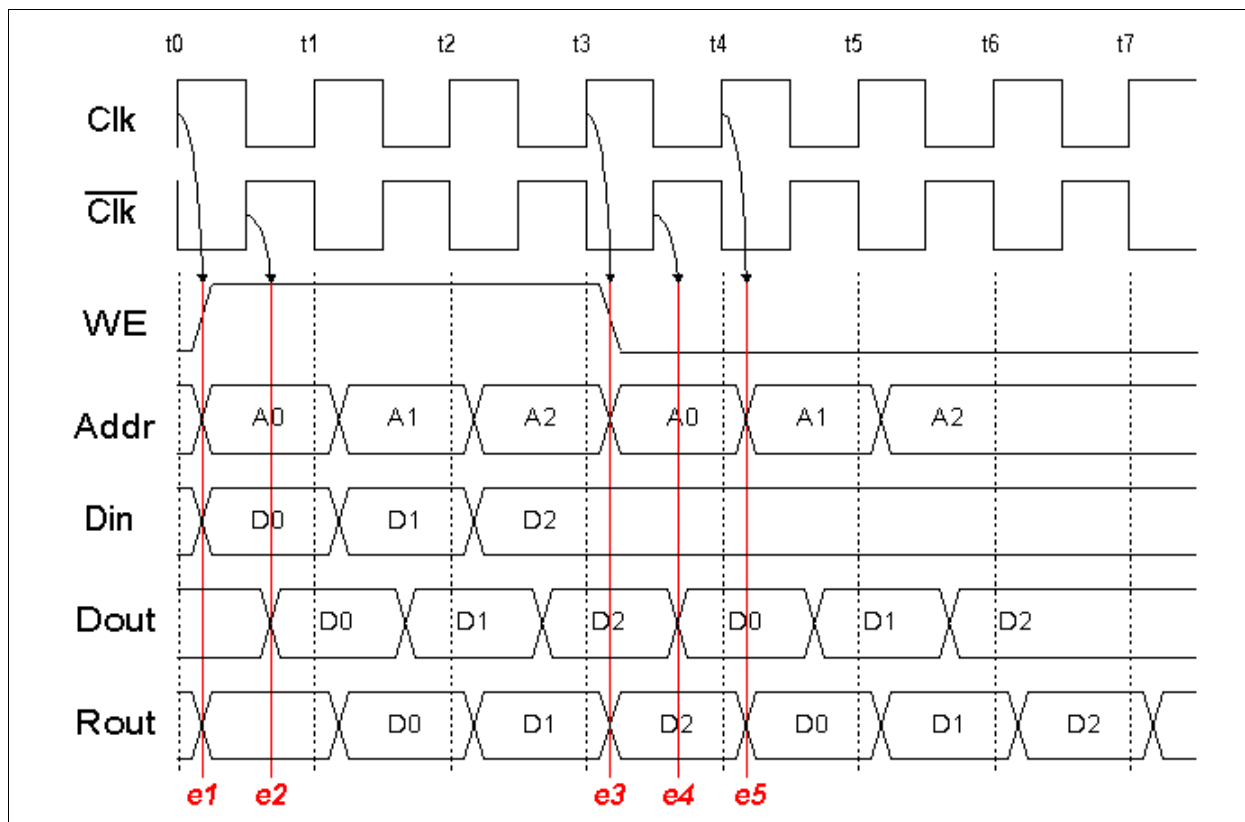 t0 t1 t2 t3 t4 t5 t6 t7
Clk
Clk
WE
Addr A0 A1 A2 A0 A1 A2
Din D0 D1 D2
Dout D0 D1 D2 D0 D1 D2
Rout D0 D1 D2 D0 D1 D2
e1 e2 e3 e4 e5